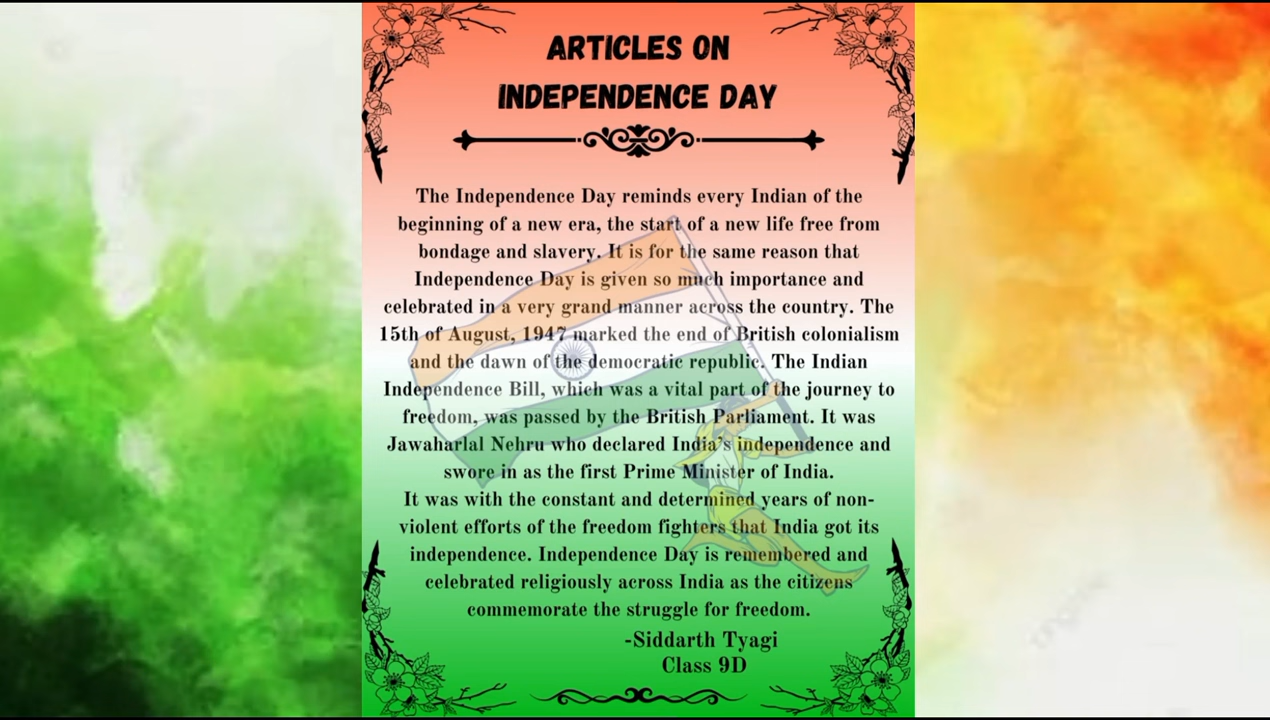 ARTICLES ON
INDEPENDENCE DAY
The Independence Day reminds every Indian of the
beginning of a new era, the start of a new life free from
bondage and slavery. It is for the same reason that
Independence Day is given so much importance and
celebrated in a very grand manner across the country. The
15th of August, 1947 marked the end of British colonialism
and the dawn of the democratic republic. The Indian
Independence Bill, which was a vital part of the journey to
freedom, was passed by the British Parliament. It was
Jawaharlal Nehru who declared India's independence and
swore in as the first Prime Minister of India.
It was with the constant and determined years of non-
violent efforts of the freedom fighters that India got its
independence. Independence Day is remembered and
celebrated religiously across India as the citizens
commemorate the struggle for freedom.
-Siddarth Tyagi
Class 9D